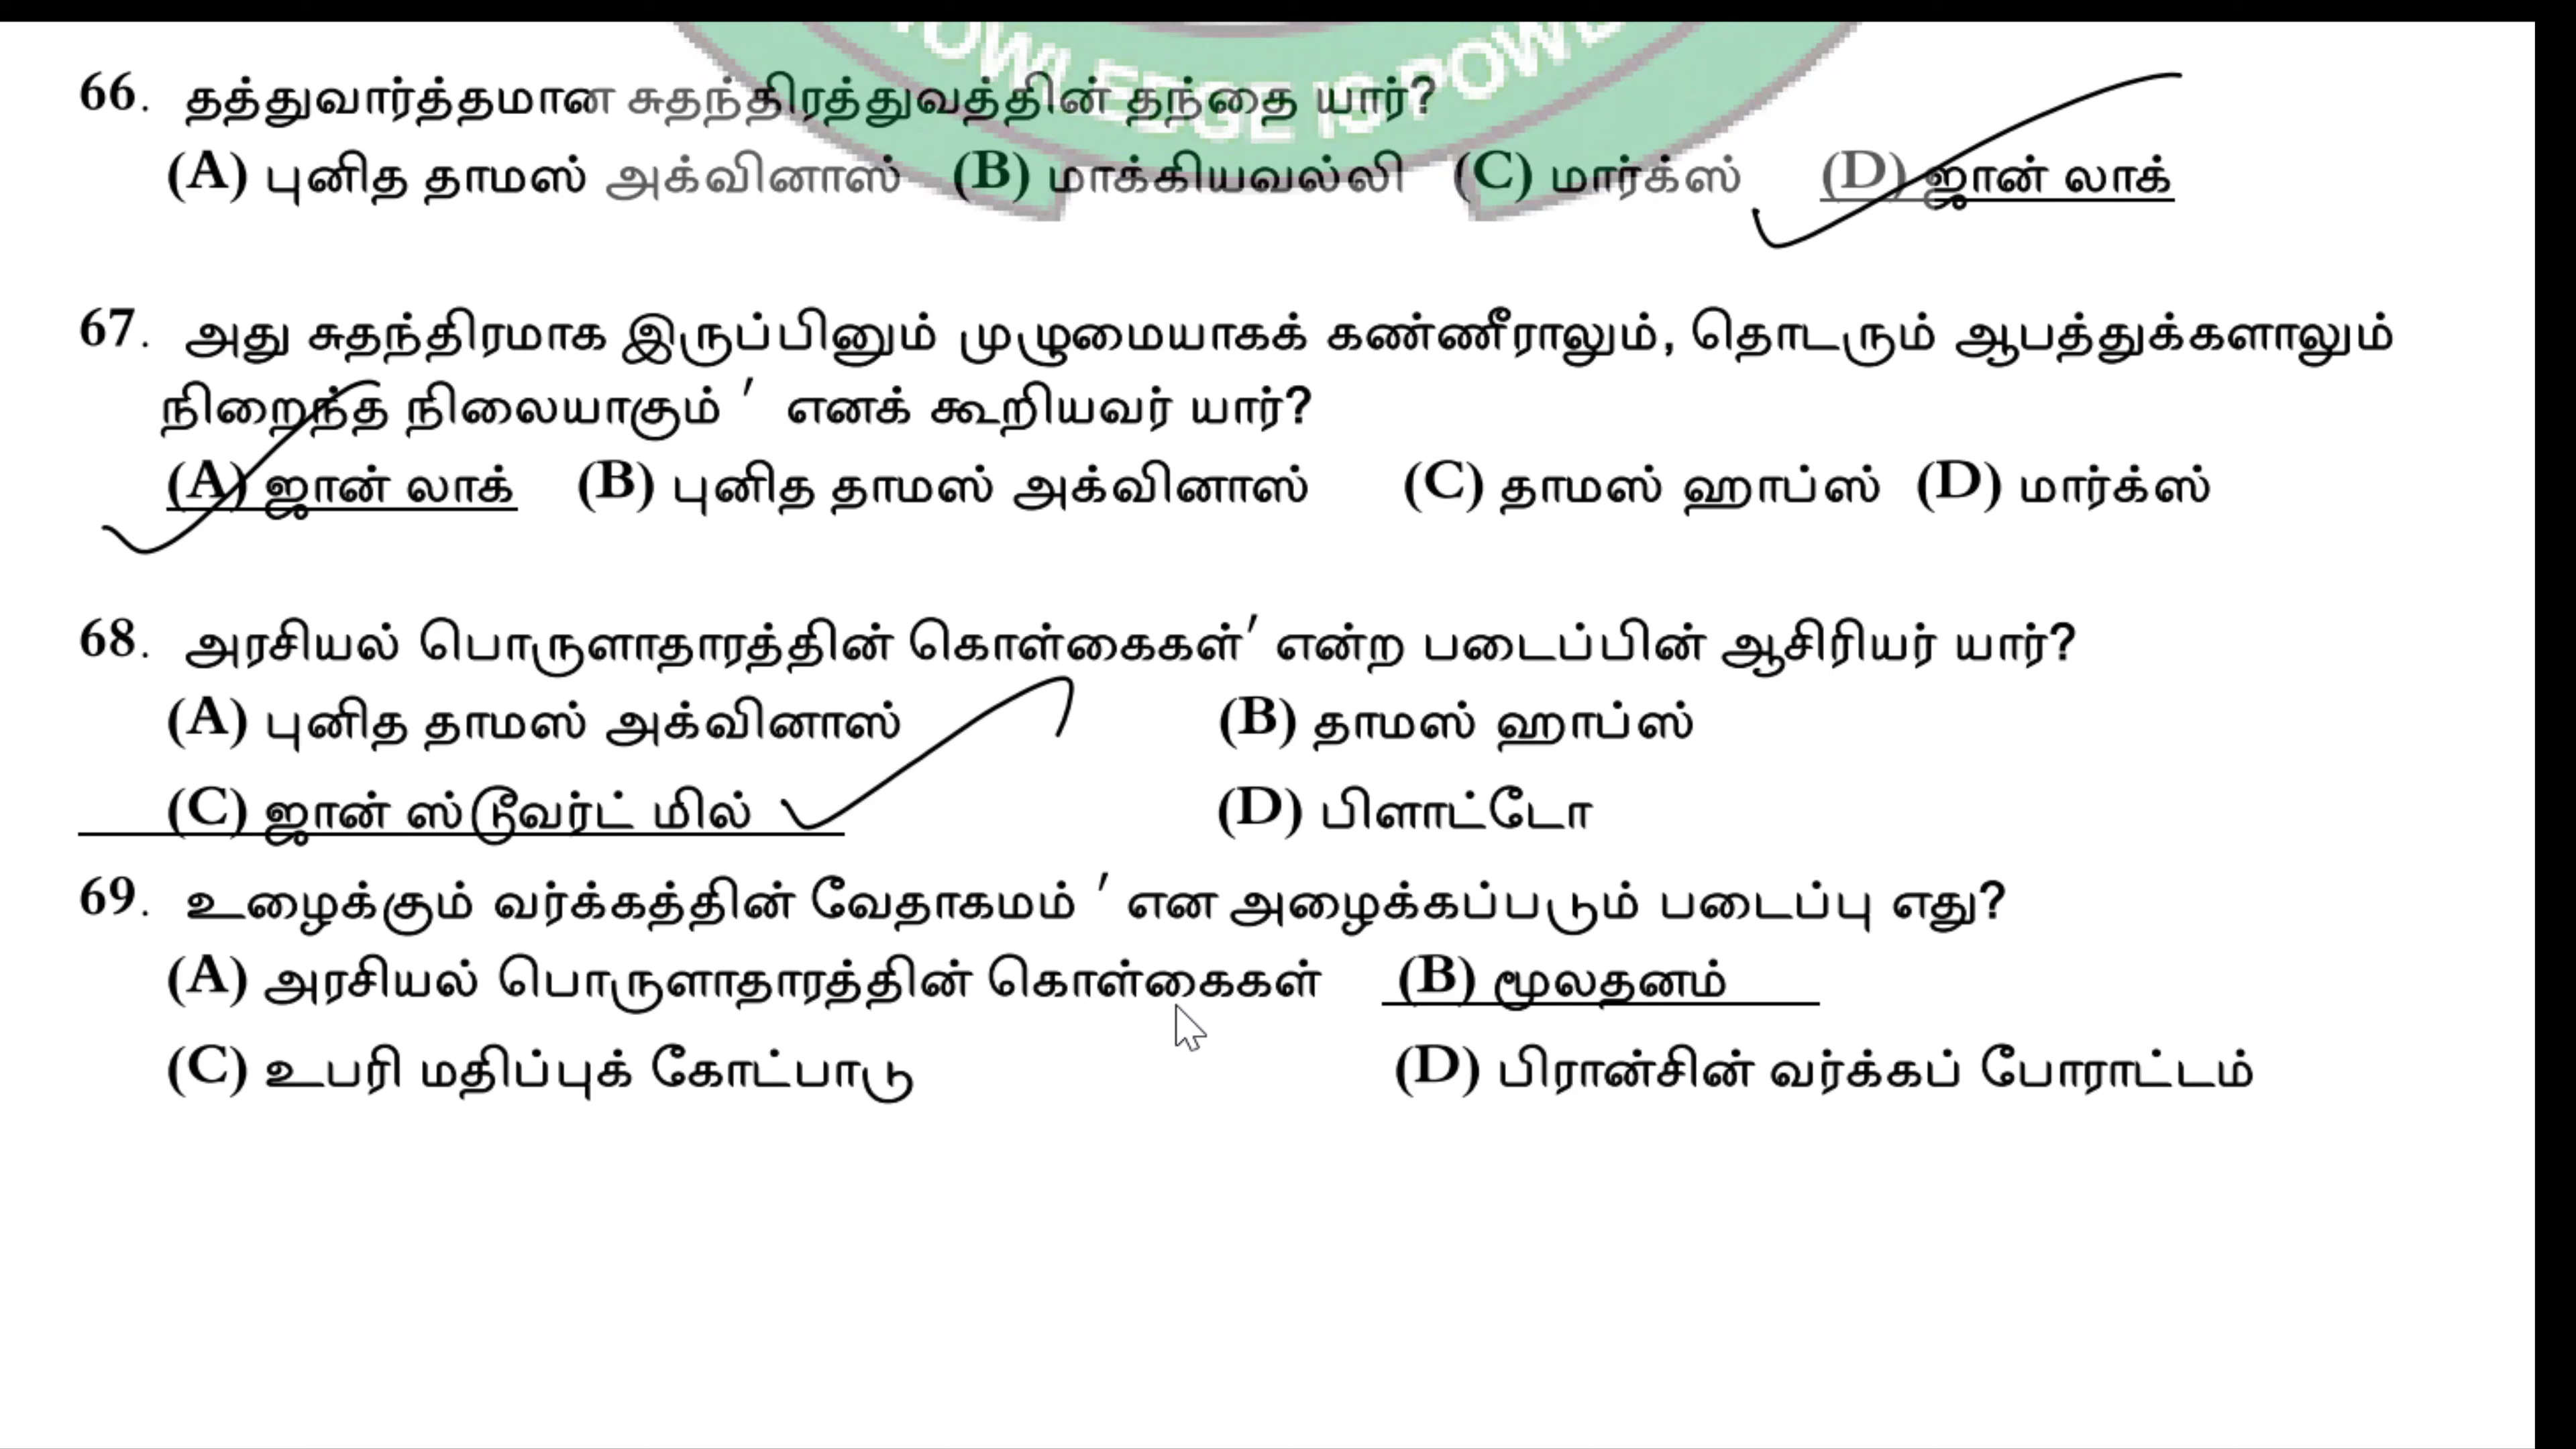 OWLEDGE IS POWE
66. தத்துவார்த்தமான சுதந்திரத்துவத்தின் தந்தை யார்?
(A) புனித தாமஸ் அக்வினாஸ் (B) மாக்கியவல்லி (C) மார்க்ஸ் (D) ஜான் லாக்
67. அது சுதந்திரமாக இருப்பினும் முழுமையாகக் கண்ணீராலும், தொடரும் ஆபத்துக்களாலும்
நிறைந்த நிலையாகும் ' எனக் கூறியவர் யார்?
(A) ஜான் லாக் (B) புனித தாமஸ் அக்வினாஸ் (C) தாமஸ் ஹாப்ஸ் (D) மார்க்ஸ்
68. அரசியல் பொருளாதாரத்தின் கொள்கைகள்' என்ற படைப்பின் ஆசிரியர் யார்?
(A) புனித தாமஸ் அக்வினாஸ் (B) தாமஸ் ஹாப்ஸ்
(C) ஜான் ஸ்டூவர்ட் மில் (D) பிளாட்டோ
69. உழைக்கும் வர்க்கத்தின் வேதாகமம் ' என அழைக்கப்படும் படைப்பு எது?
(A) அரசியல் பொருளாதாரத்தின் கொள்கைகள் (B) மூலதனம்
(C) உபரி மதிப்புக் கோட்பாடு (D) பிரான்சின் வர்க்கப் போராட்டம்